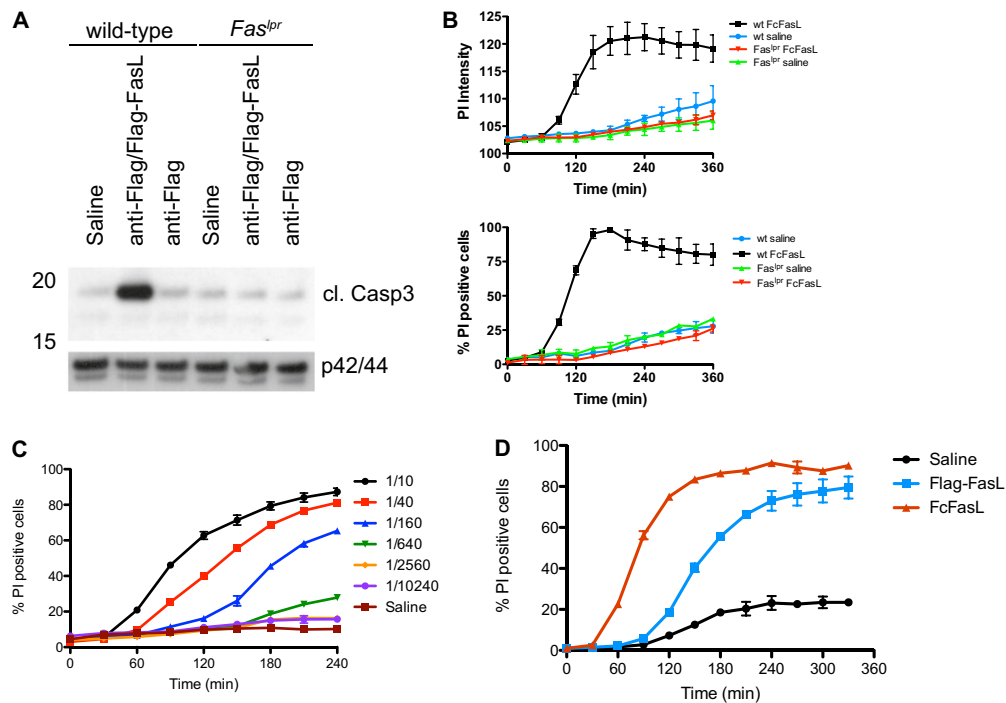 A
wild-type
Fas^lpr
Saline
anti-Flag/Flag-FasL
anti-Flag
Saline
anti-Flag/Flag-FasL
anti-Flag
20
cl. Casp3
15
p42/44
B
125
120
115
110
105
100
PI Intensity
0 120 240 360
Time (min)
wt FcFasL
wt saline
Fas^lpr FcFasL
Fas^lpr saline
100
75
50
25
0
% PI positive cells
0 120 240 360
Time (min)
wt saline
wt FcFasL
Fas^lpr saline
Fas^lpr FcFasL
C
100
80
60
40
20
0
% PI positive cells
0 60 120 180 240
Time (min)
1/10
1/40
1/160
1/640
1/2560
1/10240
Saline
D
100
80
60
40
20
0
% PI positive cells
0 60 120 180 240 300 360
Time (min)
Saline
Flag-FasL
FcFasL